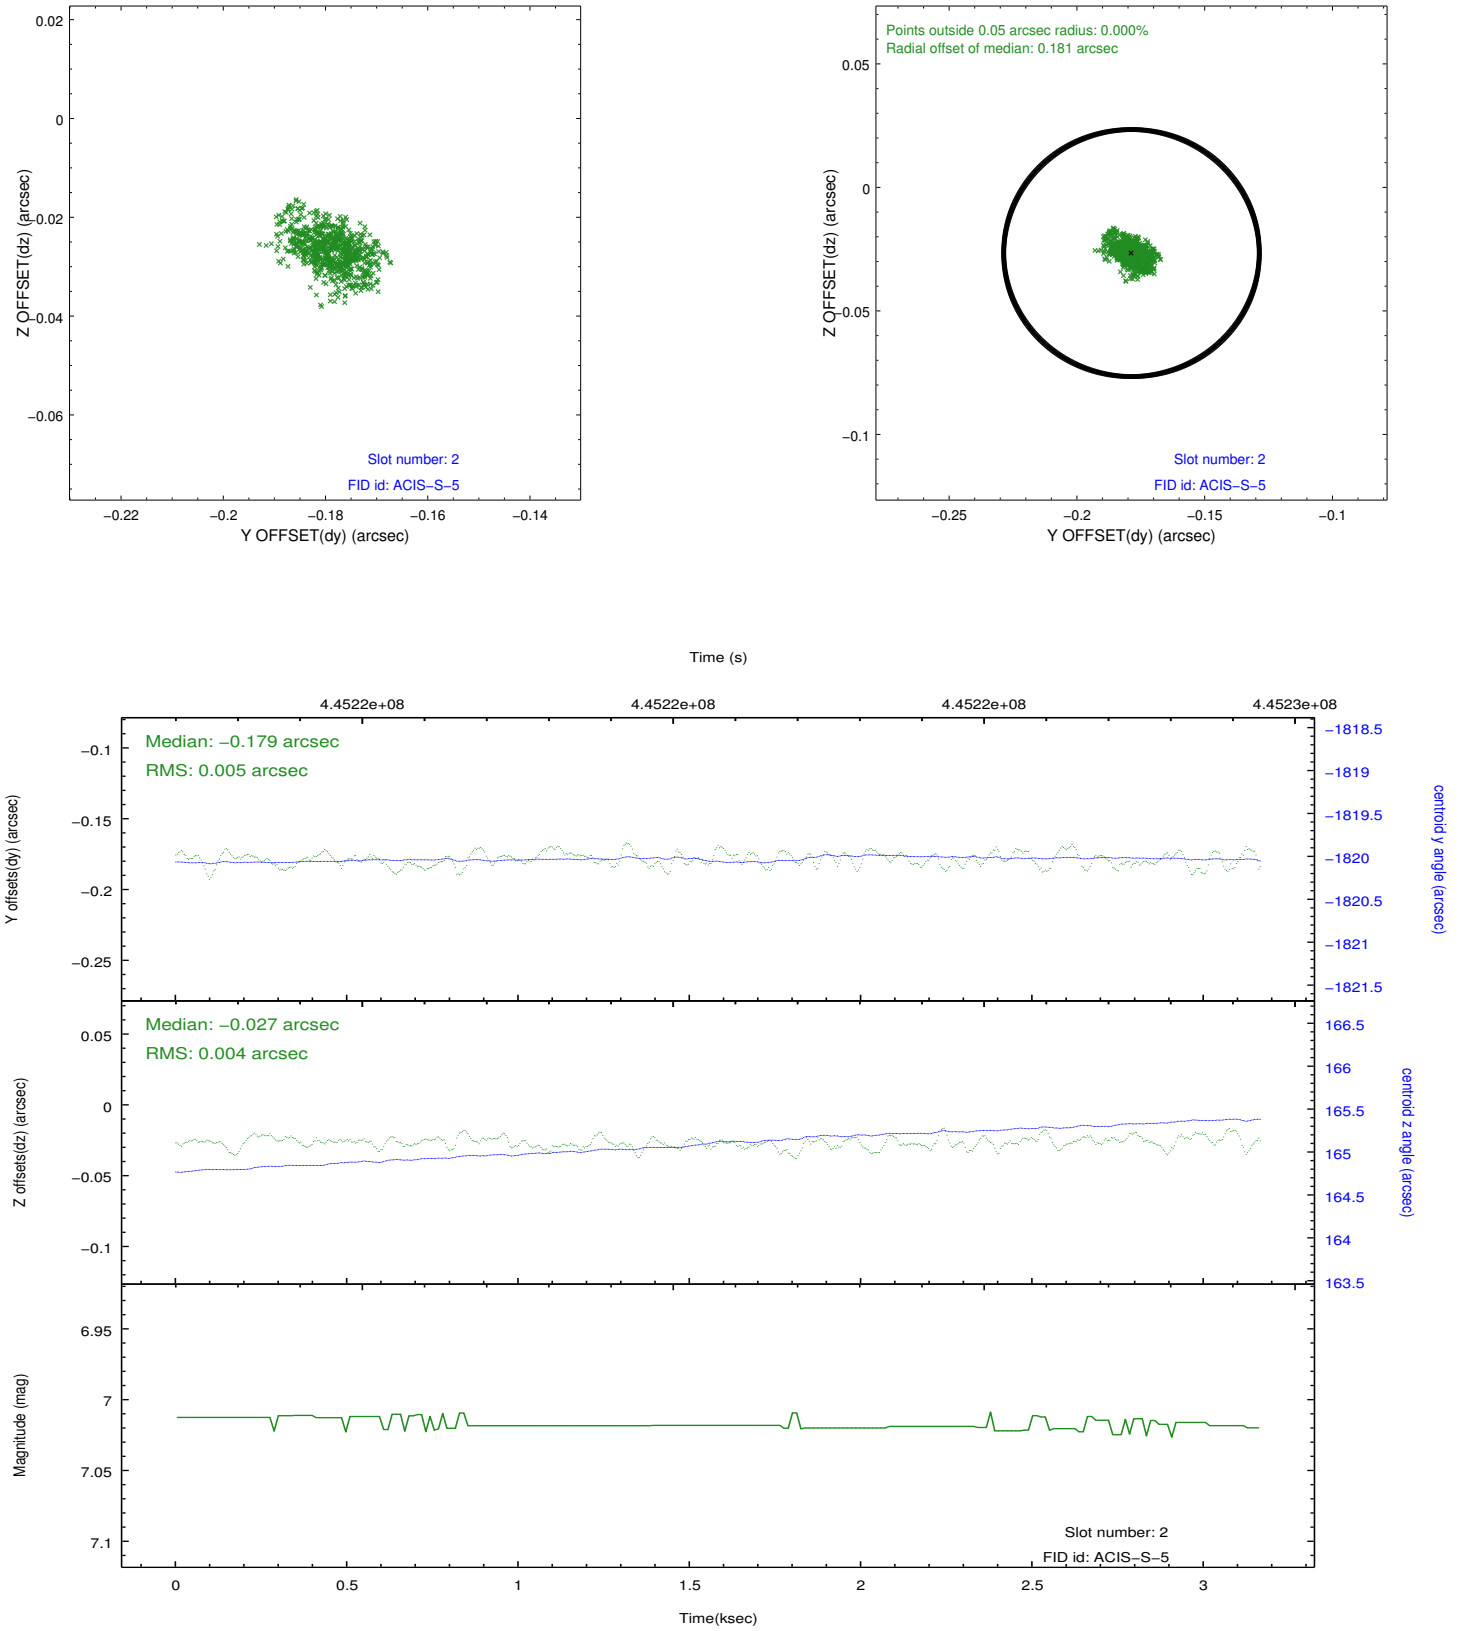 0.02
0
−0.02
−0.04
−0.06
Z OFFSET(dz) (arcsec)
Slot number: 2
FID id: ACIS−S−5
−0.22
−0.2
−0.18
−0.16
−0.14
Y OFFSET(dy) (arcsec)
Points outside 0.05 arcsec radius: 0.000%
Radial offset of median: 0.181 arcsec
0.05
0
−0.05
−0.1
Z OFFSET(dz) (arcsec)
Slot number: 2
FID id: ACIS−S−5
−0.25
−0.2
−0.15
−0.1
Y OFFSET(dy) (arcsec)
Time (s)
4.4522e+08
4.4522e+08
4.4522e+08
4.4523e+08
Median: −0.179 arcsec
RMS: 0.005 arcsec
−0.1
−0.15
−0.2
−0.25
Y offsets(dy) (arcsec)
−1818.5
−1819
−1819.5
−1820
−1820.5
−1821
−1821.5
centroid y angle (arcsec)
Median: −0.027 arcsec
RMS: 0.004 arcsec
0.05
0
−0.05
−0.1
Z offsets(dz) (arcsec)
166.5
166
165.5
165
164.5
164
163.5
centroid z angle (arcsec)
6.95
7
7.05
7.1
Magnitude (mag)
Slot number: 2
FID id: ACIS−S−5
0
0.5
1
1.5
2
2.5
3
Time(ksec)